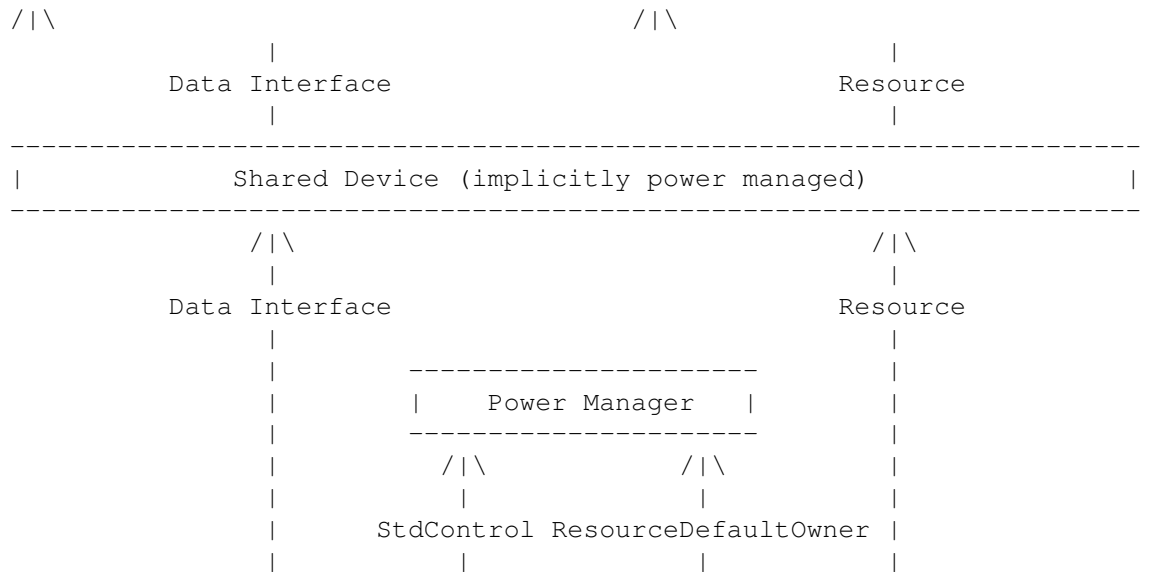 /|\                                    /|\
                |                                      |
          Data Interface                            Resource
                |                                      |
-----------------------------------------------------------------------
|             Shared Device (implicitly power managed)                |
-----------------------------------------------------------------------
               /|\                                    /|\
                |                                      |
          Data Interface                            Resource
                |                                      |
                |        ----------------------        |
                |        |    Power Manager   |        |
                |        ----------------------        |
                |          /|\            /|\          |
                |           |              |           |
                |      StdControl ResourceDefaultOwner |
                |           |              |           |